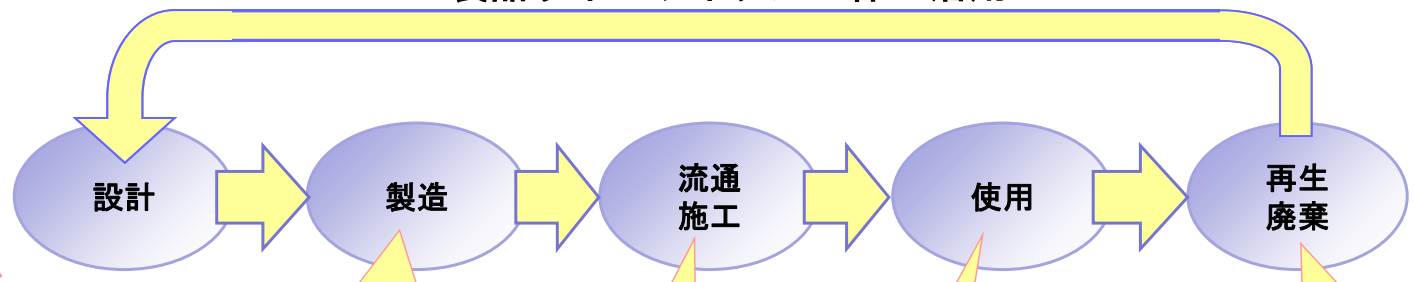 設計
製造
流通
施工
使用
再生
廃棄